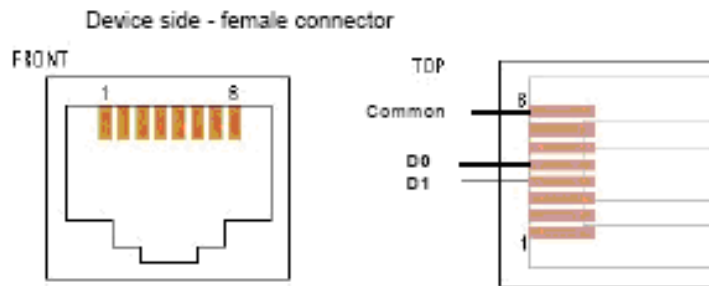 Device side - female connector
FRONT
1 8
TOP
8
Common
D0
D1
1